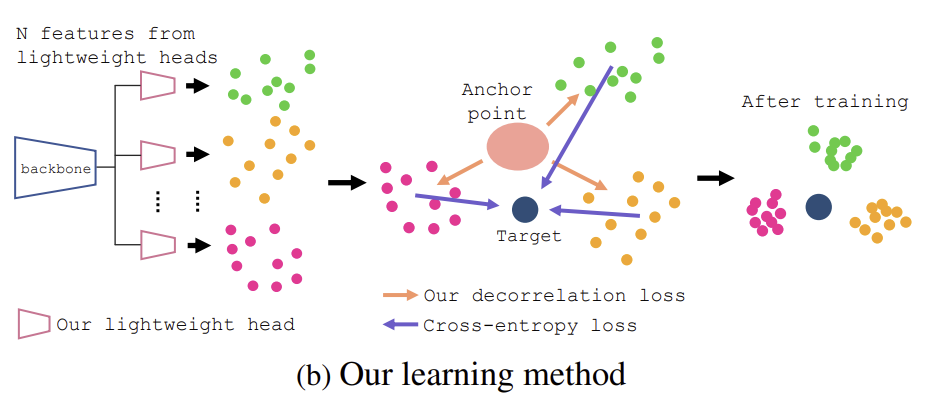 N features from
lightweight heads
backbone
Our lightweight head
Anchor
point
Target
Our decorrelation loss
Cross-entropy loss
After training
(b) Our learning method